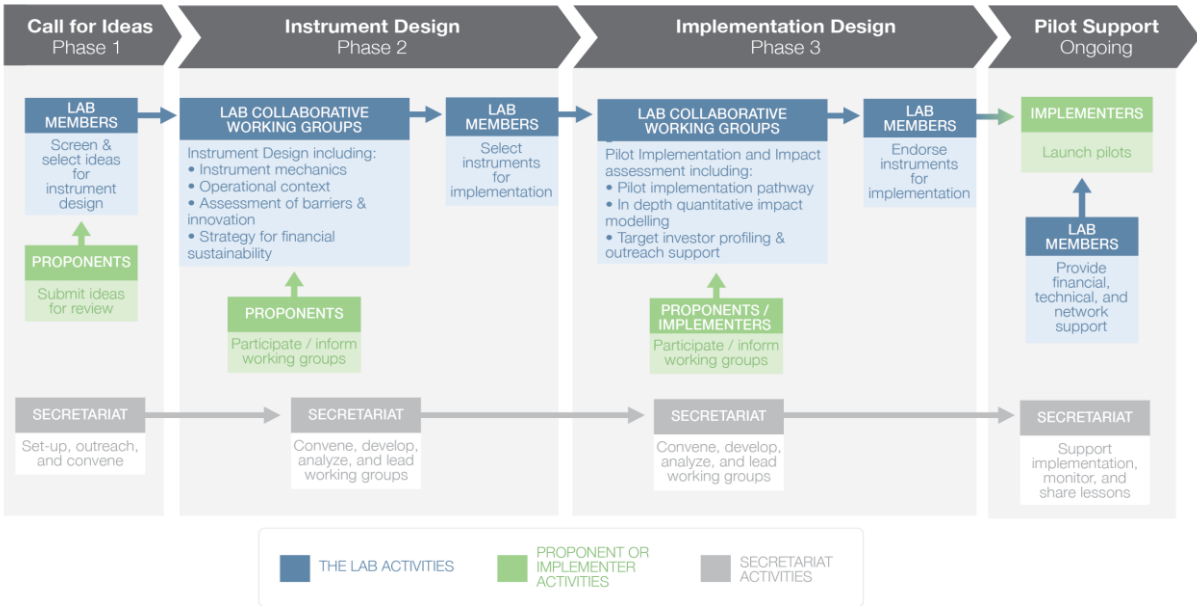 Call for Ideas
Phase 1
Instrument Design
Phase 2
Implementation Design
Phase 3
Pilot Support
Ongoing
LAB
MEMBERS
Screen &
select ideas
for
instrument
design
PROPONENTS
Submit ideas
for review
LAB COLLABORATIVE
WORKING GROUPS
Instrument Design including:
• Instrument mechanics
• Operational context
• Assessment of barriers &
innovation
• Strategy for financial
sustainability
PROPONENTS
Participate / inform
working groups
LAB
MEMBERS
Select
instruments
for
implementation
LAB COLLABORATIVE
WORKING GROUPS
Pilot Implementation and Impact
assessment including:
• Pilot implementation pathway
• In depth quantitative impact
modelling
• Target investor profiling &
outreach support
PROPONENTS /
IMPLEMENTERS
Participate / inform
working groups
LAB
MEMBERS
Endorse
instruments
for
implementation
IMPLEMENTERS
Launch pilots
LAB
MEMBERS
Provide
financial,
technical, and
network
support
SECRETARIAT
Set-up, outreach,
and convene
SECRETARIAT
Convene, develop,
analyze, and lead
working groups
SECRETARIAT
Convene, develop,
analyze, and lead
working groups
SECRETARIAT
Support
implementation,
monitor, and
share lessons
THE LAB ACTIVITIES
PROPONENT OR
IMPLEMENTER
ACTIVITIES
SECRETARIAT
ACTIVITIES